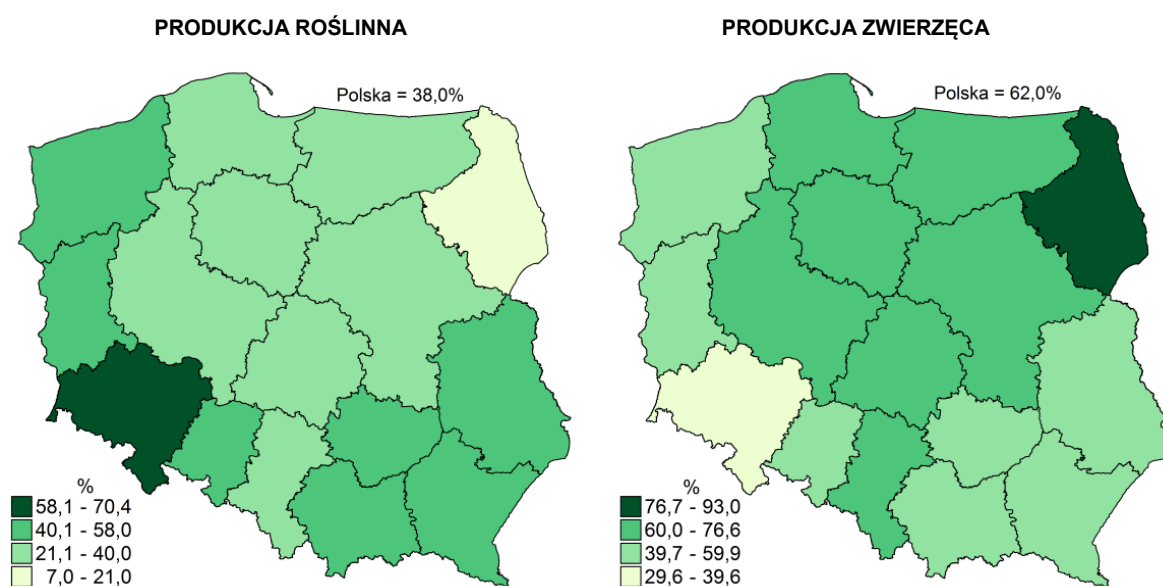 PRODUKCJA ROŚLINNA
Polska = 38,0%
%
58,1 - 70,4
40,1 - 58,0
21,1 - 40,0
7,0 - 21,0
PRODUKCJA ZWIERZĘCA
Polska = 62,0%
%
76,7 - 93,0
60,0 - 76,6
39,7 - 59,9
29,6 - 39,6